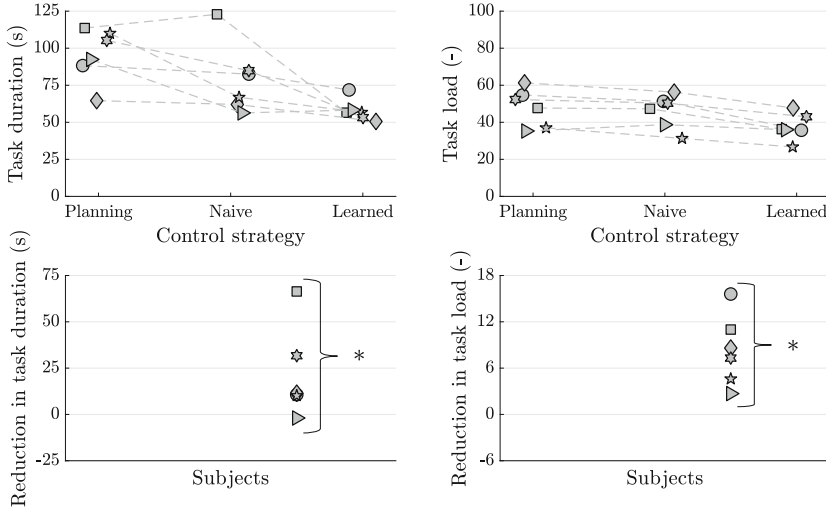 Task duration (s)
125
100
75
50
25
0
Planning
Naive
Learned
Control strategy
Task load (-)
100
80
60
40
20
0
Planning
Naive
Learned
Control strategy
Reduction in task duration (s)
75
50
25
0
-25
*
Subjects
Reduction in task load (-)
18
12
6
0
-6
*
Subjects